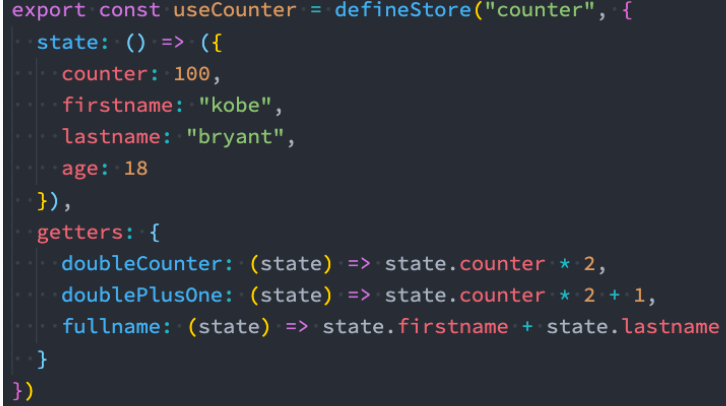 export const useCounter = defineStore("counter", {
  state: () => ({
    counter: 100,
    firstname: "kobe",
    lastname: "bryant",
    age: 18
  }),
  getters: {
    doubleCounter: (state) => state.counter * 2,
    doublePlusOne: (state) => state.counter * 2 + 1,
    fullname: (state) => state.firstname + state.lastname
  }
})